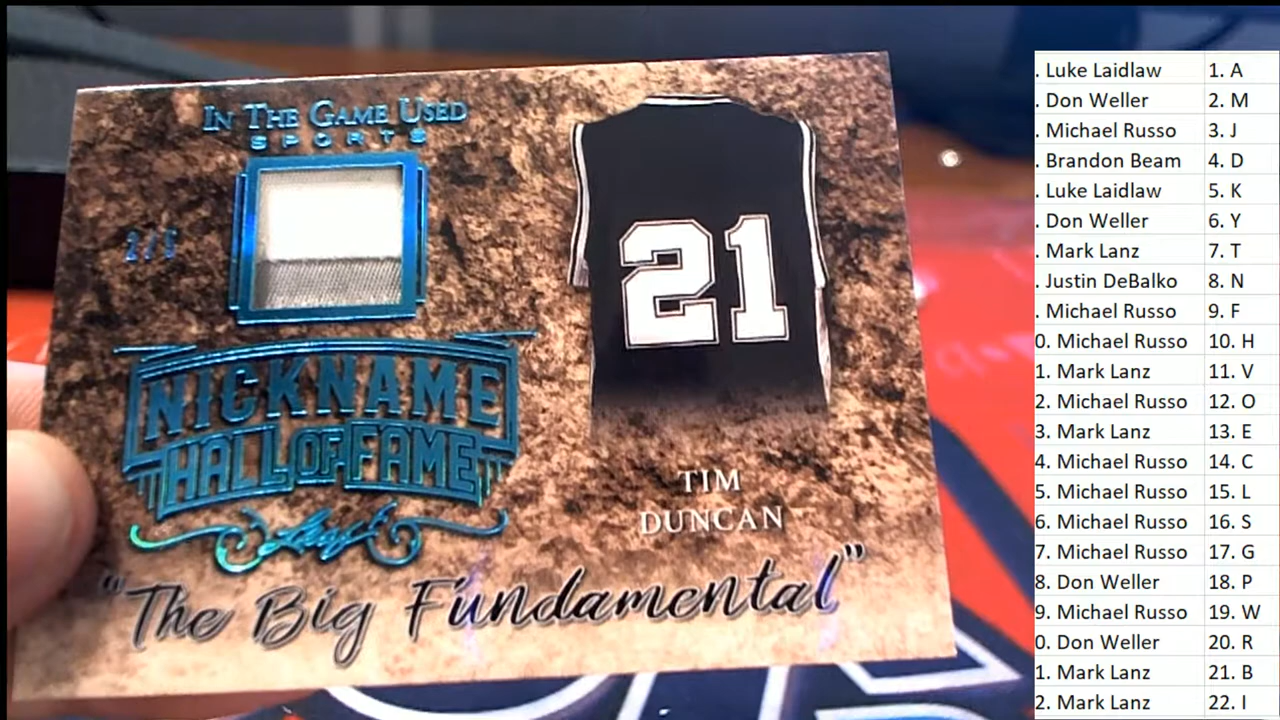 IN THE GAME USED
SPORTS
21
NICKNAME
HALL OF FAME
Leaf
TIM
DUNCAN
"The Big Fundamental"
. Luke Laidlaw 1. A
. Don Weller 2. M
. Michael Russo 3. J
. Brandon Beam 4. D
. Luke Laidlaw 5. K
. Don Weller 6. Y
. Mark Lanz 7. T
. Justin DeBalko 8. N
. Michael Russo 9. F
0. Michael Russo 10. H
1. Mark Lanz 11. V
2. Michael Russo 12. O
3. Mark Lanz 13. E
4. Michael Russo 14. C
5. Michael Russo 15. L
6. Michael Russo 16. S
7. Michael Russo 17. G
8. Don Weller 18. P
9. Michael Russo 19. W
0. Don Weller 20. R
1. Mark Lanz 21. B
2. Mark Lanz 22. I